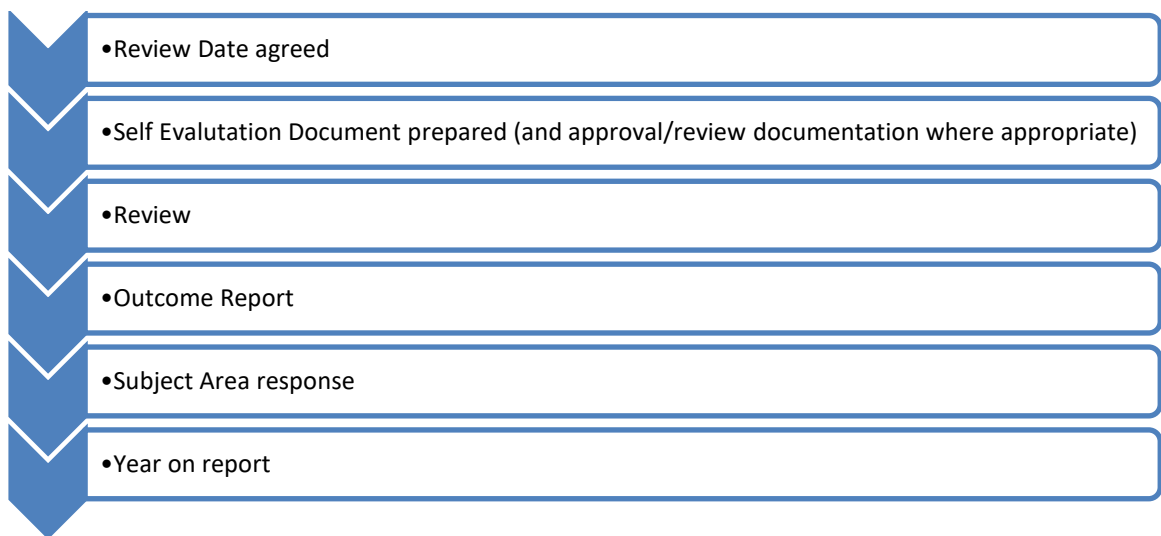 •Review Date agreed
•Self Evalutation Document prepared (and approval/review documentation where appropriate)
•Review
•Outcome Report
•Subject Area response
•Year on report